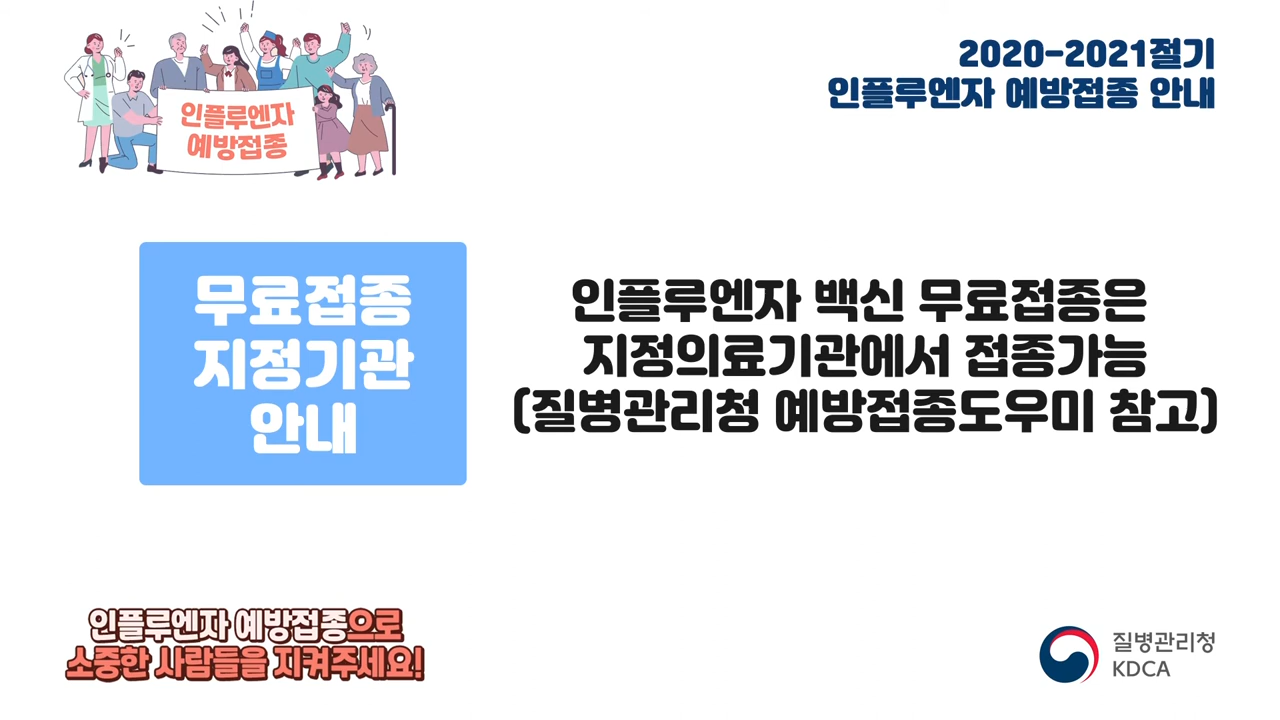 인플루엔자
예방접종
2020-2021절기
인플루엔자 예방접종 안내
무료접종
지정기관
안내
인플루엔자 백신 무료접종은
지정의료기관에서 접종가능
(질병관리청 예방접종도우미 참고)
인플루엔자 예방접종으로
소중한 사람들을 지켜주세요!
질병관리청
KDCA